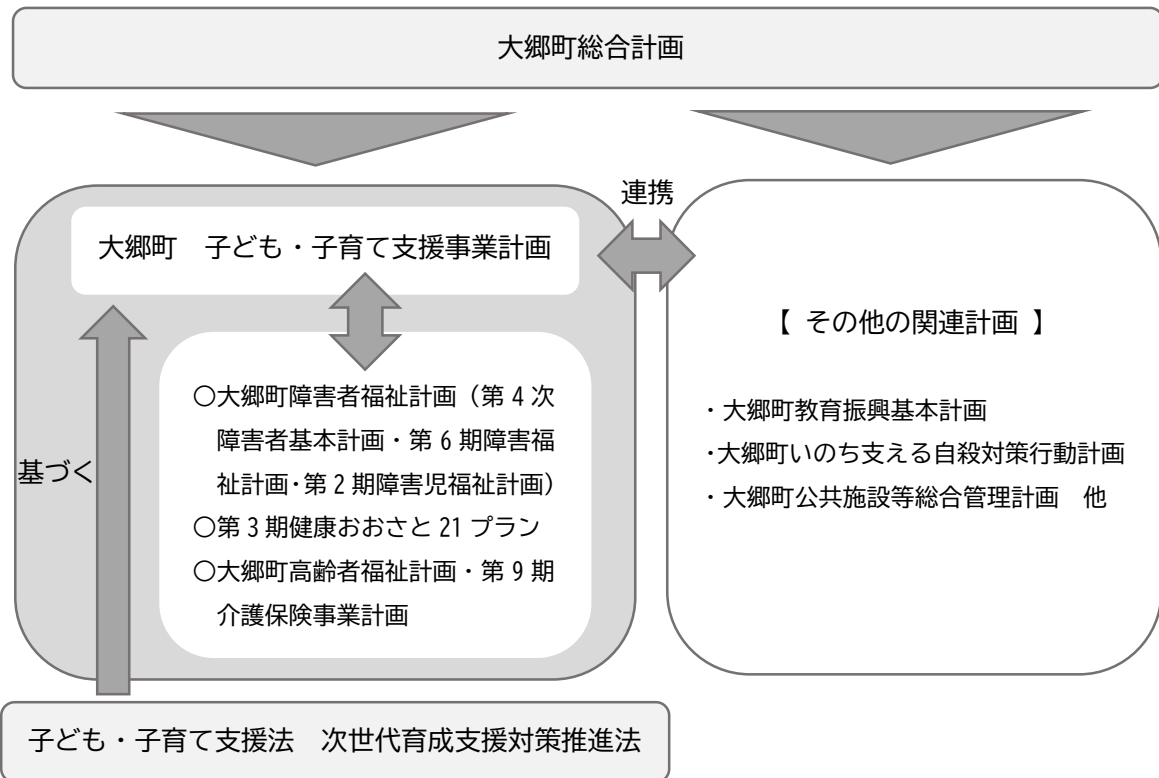 大郷町総合計画
連携
大郷町　子ども・子育て支援事業計画
○大郷町障害者福祉計画（第4次
障害者基本計画・第6期障害福
祉計画・第2期障害児福祉計画）
○第3期健康おおさと21プラン
○大郷町高齢者福祉計画・第9期
介護保険事業計画
基づく
【 その他の関連計画 】
・大郷町教育振興基本計画
・大郷町いのち支える自殺対策行動計画
・大郷町公共施設等総合管理計画　他
子ども・子育て支援法　次世代育成支援対策推進法